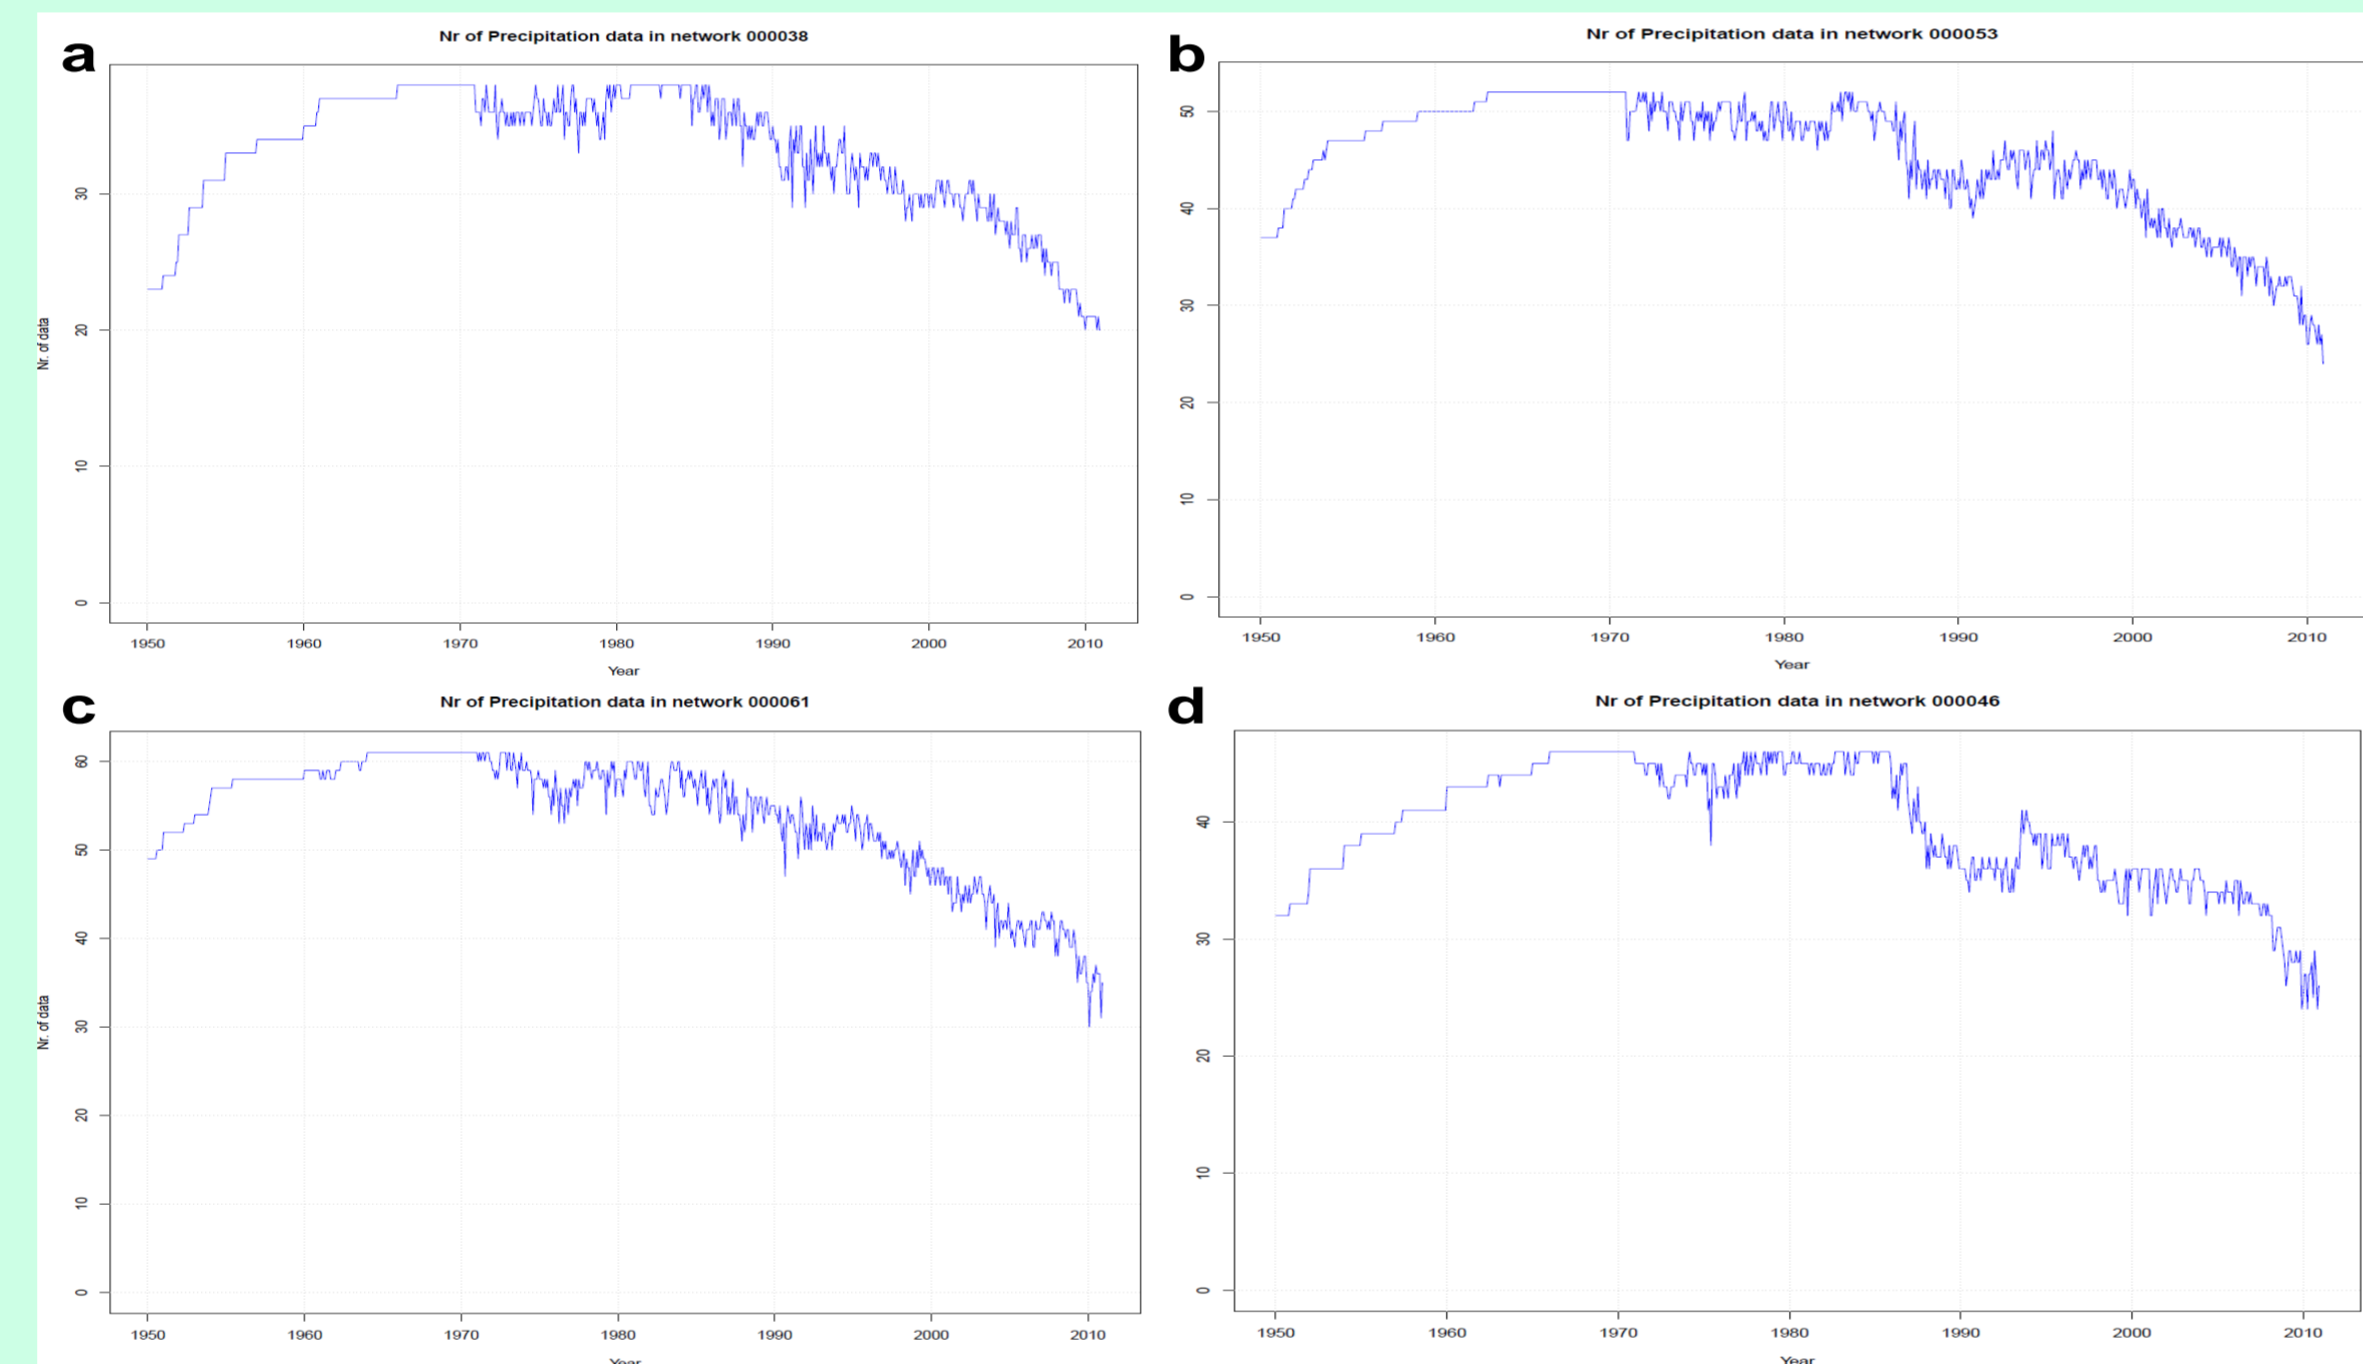 a
Nr of Precipitation data in network 000038
Nr. of data
30
20
10
0
1950 1960 1970 1980 1990 2000 2010
Year
b
Nr of Precipitation data in network 000053
50
40
30
20
10
0
1950 1960 1970 1980 1990 2000 2010
Year
c
Nr of Precipitation data in network 000061
Nr. of data
60
50
40
30
20
10
0
1950 1960 1970 1980 1990 2000 2010
Year
d
Nr of Precipitation data in network 000046
40
30
20
10
0
1950 1960 1970 1980 1990 2000 2010
Year